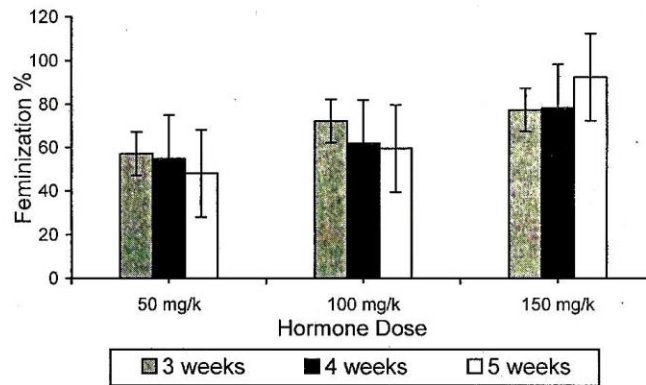 120
100
80
60
40
20
0
Feminization %
50 mg/k
100 mg/k
150 mg/k
Hormone Dose
3 weeks
4 weeks
5 weeks